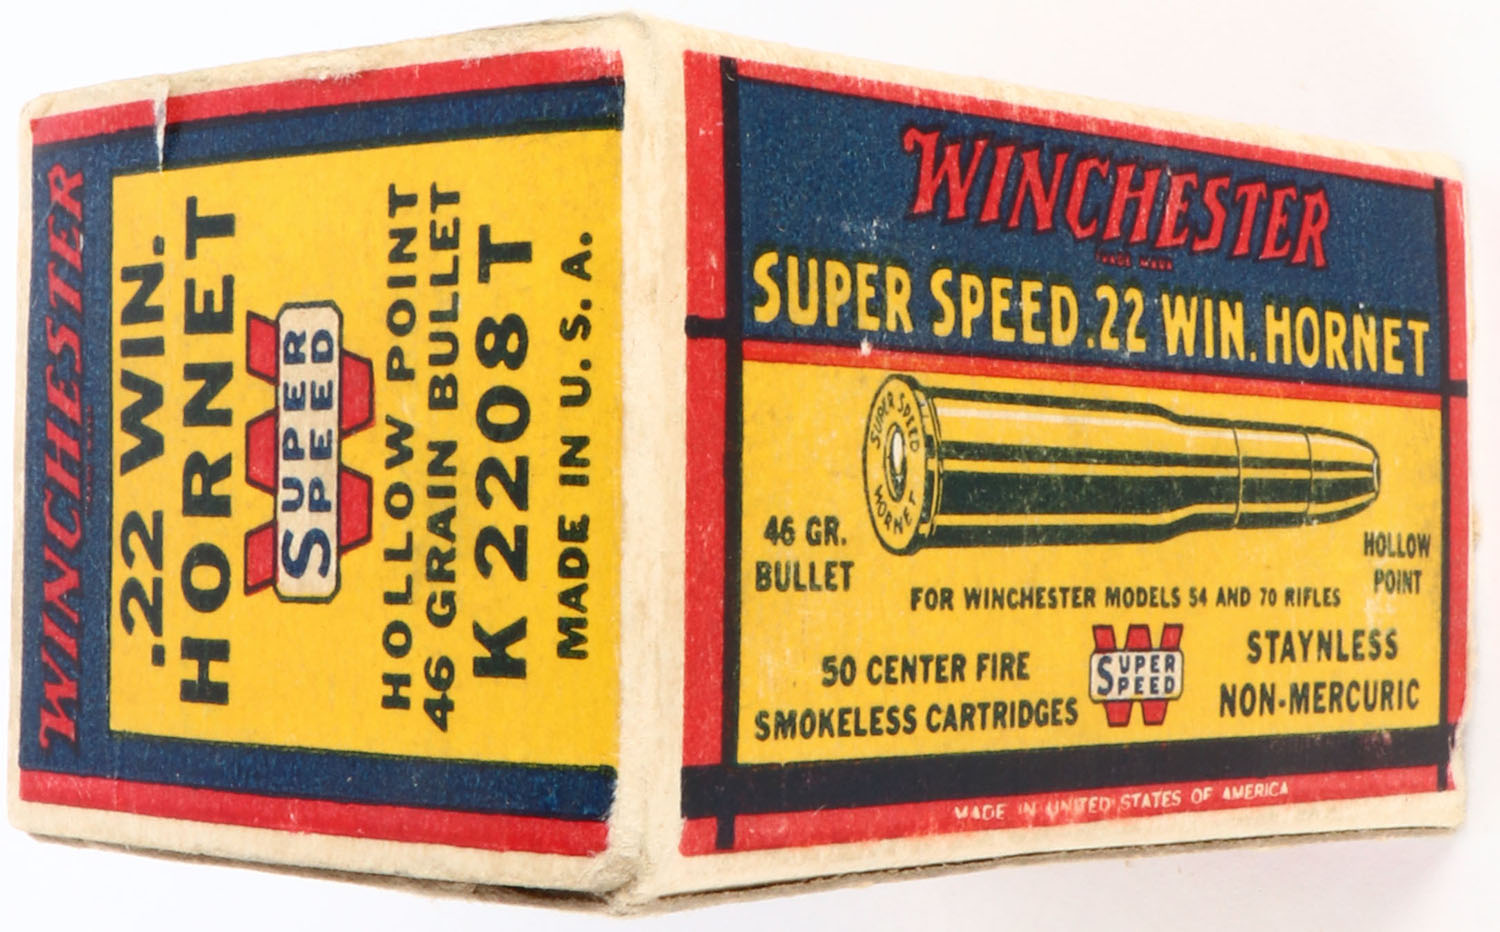 WINCHESTER
.22 WIN.
HORNET
SUPER
SPEED
HOLLOW POINT
46 GRAIN BULLET
K 2208 T
MADE IN U.S.A.
WINCHESTER
TRADE MARK
SUPER SPEED .22 WIN. HORNET
SUPER SPEED
HORNET
46 GR.
BULLET
HOLLOW
POINT
FOR WINCHESTER MODELS 54 AND 70 RIFLES
50 CENTER FIRE
SMOKELESS CARTRIDGES
SUPER
SPEED
STAYNLESS
NON-MERCURIC
MADE IN UNITED STATES OF AMERICA